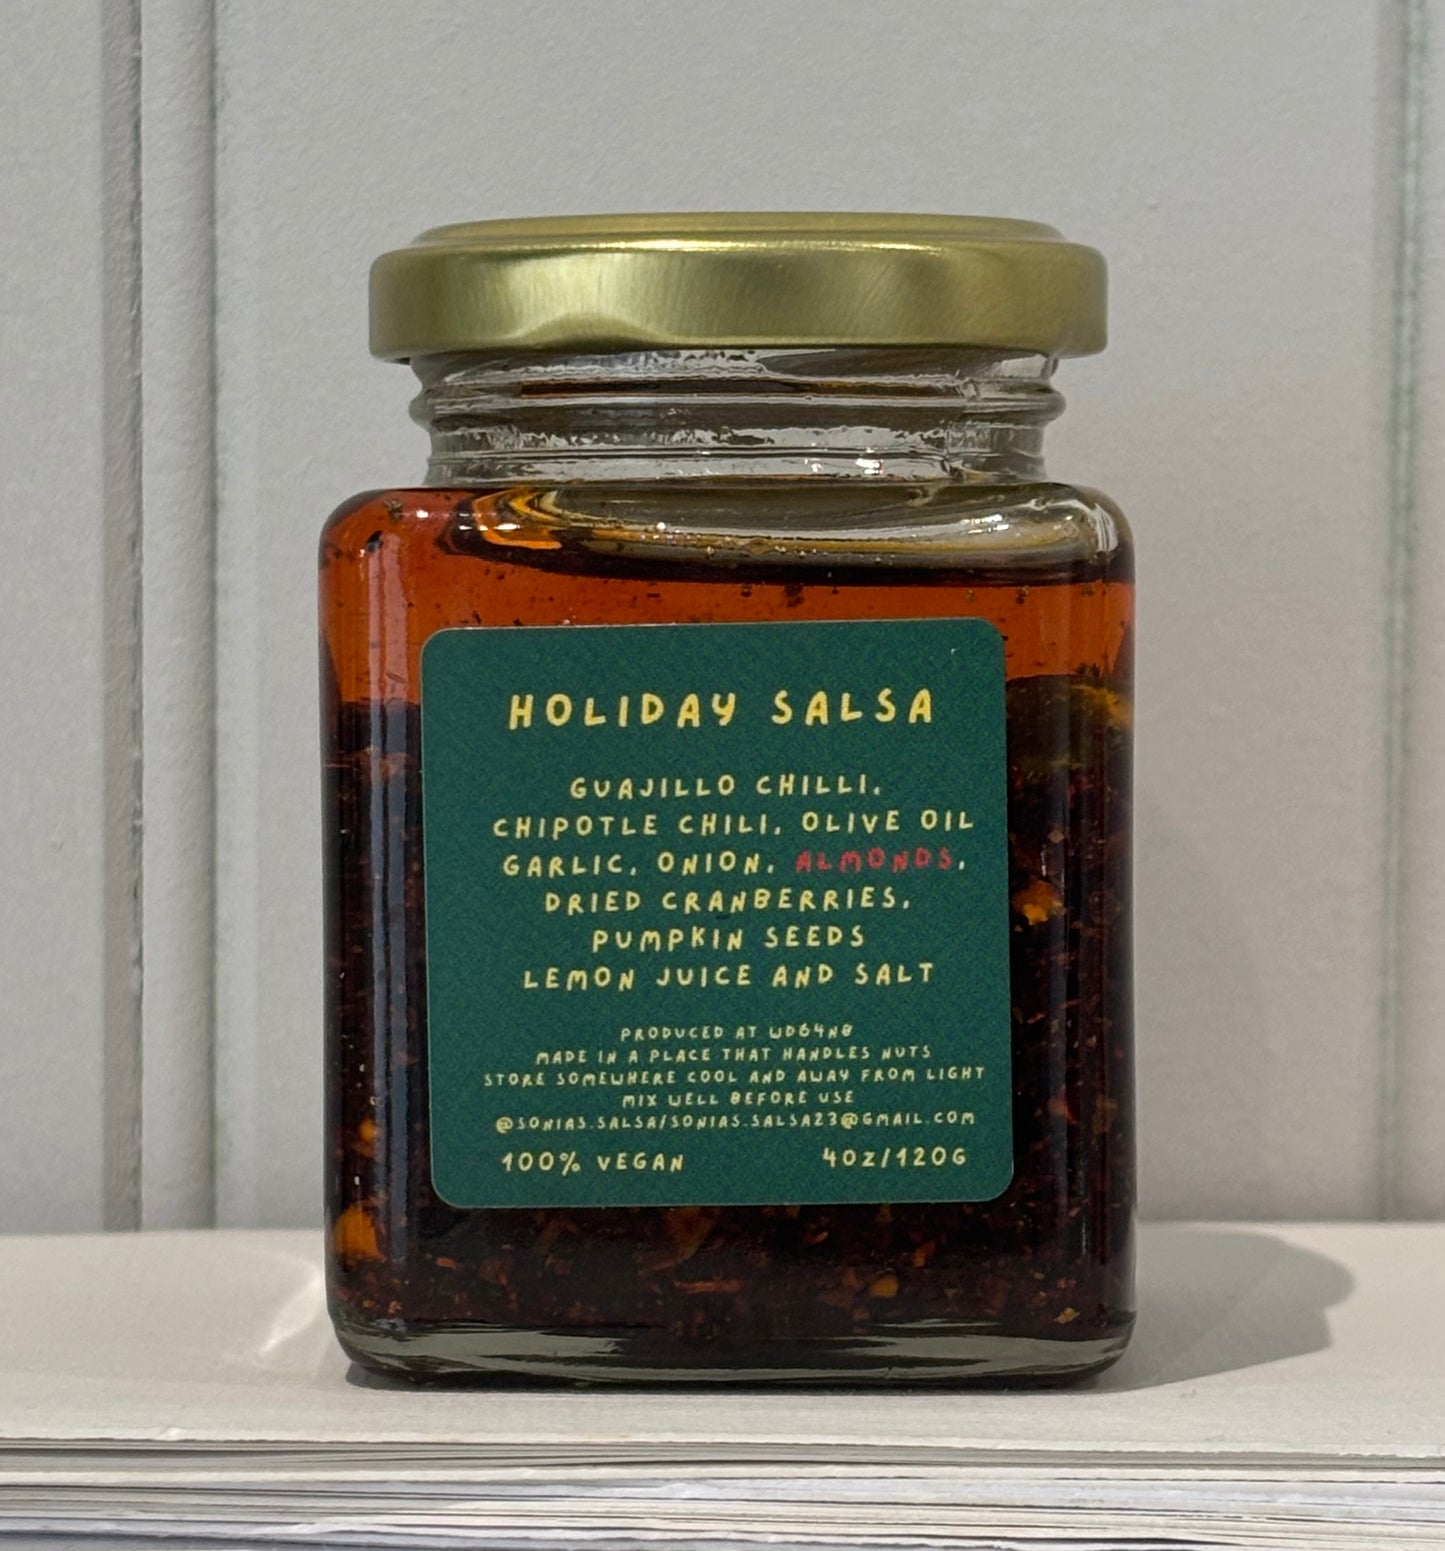 HOLIDAY SALSA
GUAJILLO CHILLI,
CHIPOTLE CHILI, OLIVE OIL
GARLIC, ONION, ALMONDS,
DRIED CRANBERRIES,
PUMPKIN SEEDS
LEMON JUICE AND SALT
PRODUCED AT WD64NB
MADE IN A PLACE THAT HANDLES NUTS
STORE SOMEWHERE COOL AND AWAY FROM LIGHT
MIX WELL BEFORE USE
@SONIAS.SALSA/SONIAS.SALSA23@GMAIL.COM
100% VEGAN 4OZ/120G